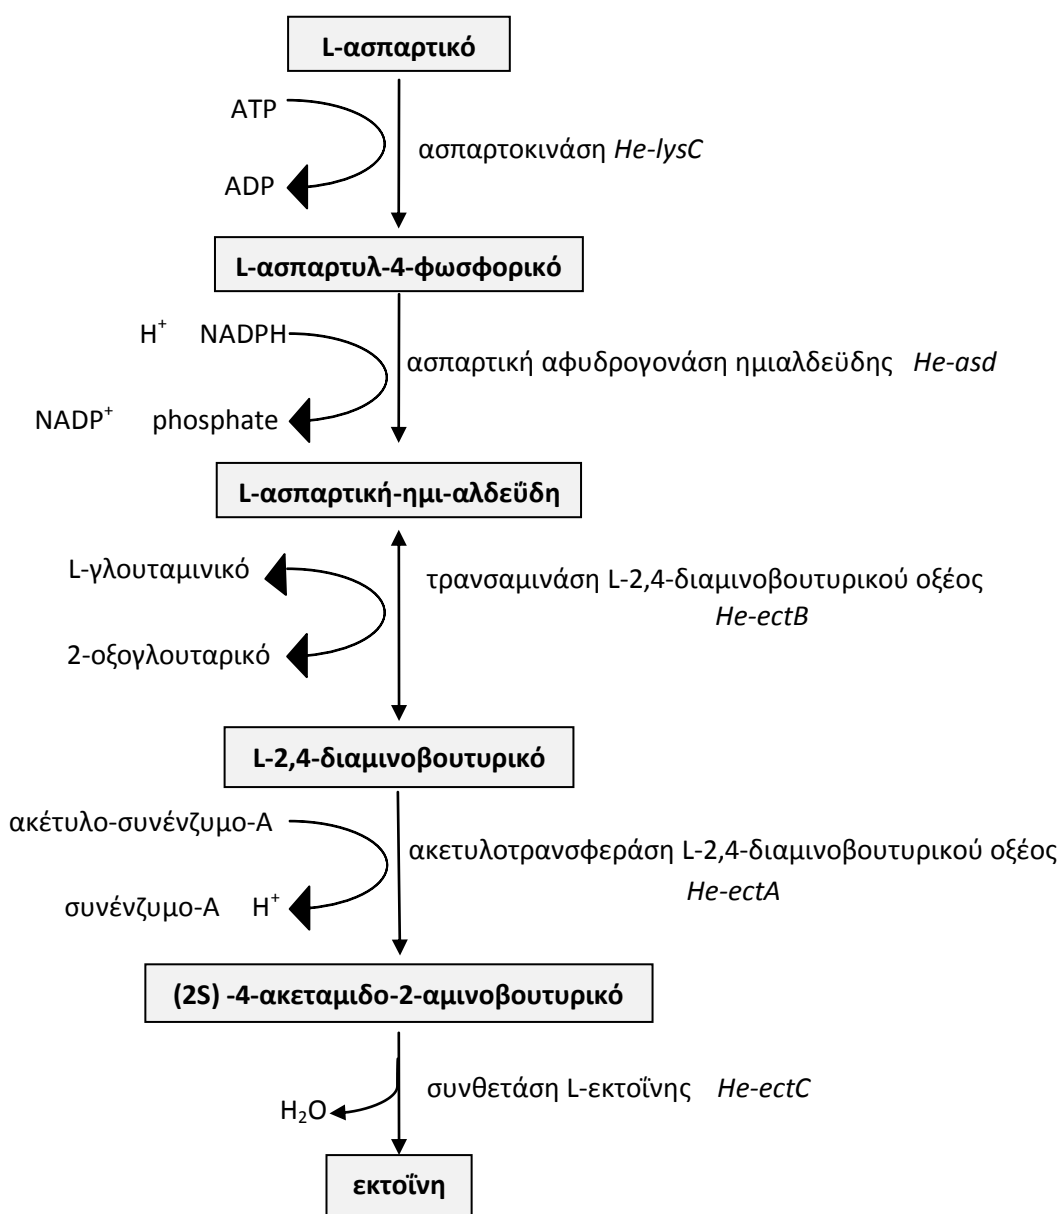 L-ασπαρτικό
ATP
ασπαρτοκινάση He-lysC
ADP
L-ασπαρτυλ-4-φωσφορικό
H⁺ NADPH
ασπαρτική αφυδρογονάση ημιαλδεϋδης He-asd
NADP⁺ phosphate
L-ασπαρτική-ημι-αλδεΰδη
L-γλουταμινικό
τρανσαμινάση L-2,4-διαμινοβουτυρικού οξέος
He-ectB
2-οξογλουταρικό
L-2,4-διαμινοβουτυρικό
ακέτυλο-συνένζυμο-Α
ακετυλοτρανσφεράση L-2,4-διαμινοβουτυρικού οξέος
He-ectA
συνένζυμο-Α H⁺
(2S) -4-ακεταμιδο-2-αμινοβουτυρικό
συνθετάση L-εκτοΐνης He-ectC
H₂O
εκτοΐνη